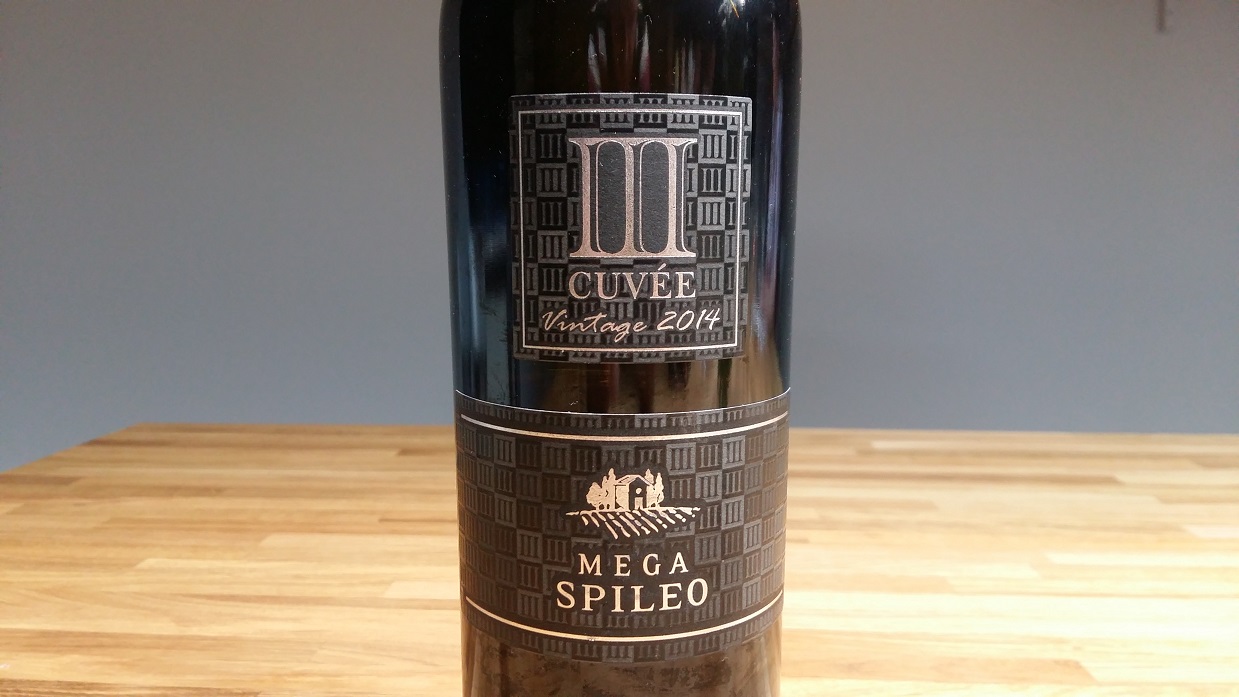 III
CUVÉE
Vintage 2014
MEGA
SPILEO